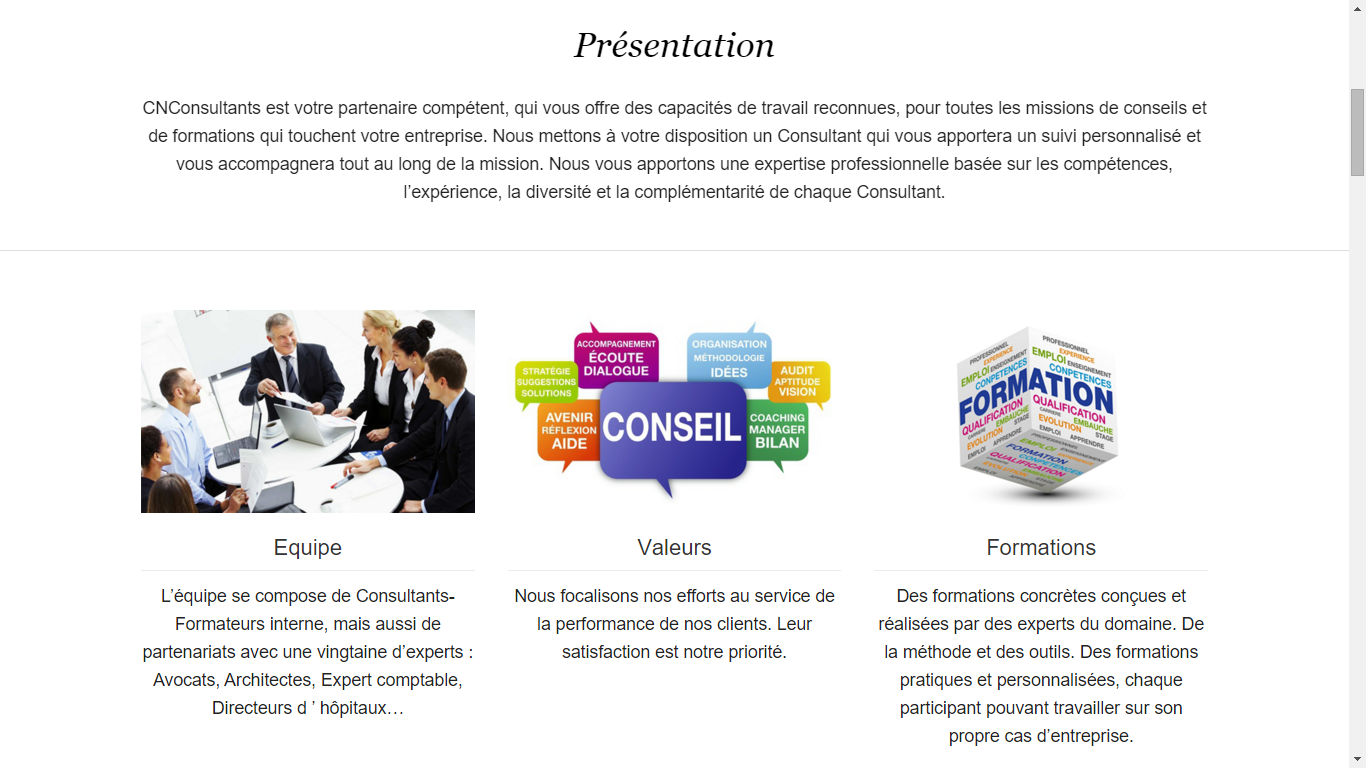 Présentation
CNConsultants est votre partenaire compétent, qui vous offre des capacités de travail reconnues, pour toutes les missions de conseils et
de formations qui touchent votre entreprise. Nous mettons à votre disposition un Consultant qui vous apportera un suivi personnalisé et
vous accompagnera tout au long de la mission. Nous vous apportons une expertise professionnelle basée sur les compétences,
l’expérience, la diversité et la complémentarité de chaque Consultant.
ACCOMPAGNEMENT
ÉCOUTE
DIALOGUE
ORGANISATION
MÉTHODOLOGIE
IDÉES
STRATÉGIE
SUGGESTIONS
SOLUTIONS
AUDIT
APTITUDE
VISION
AVENIR
RÉFLEXION
AIDE
CONSEIL
COACHING
MANAGER
BILAN
PROFESSIONNEL
EXPERIENCE
EMPLOI ENSEIGNEMENT
COMPÉTENCES
FORMATION
QUALIFICATION
CARRIERE EMBAUCHE
EVOLUTION STAGE
EMPLOI APPRENDRE
Equipe
L’équipe se compose de Consultants-
Formateurs interne, mais aussi de
partenariats avec une vingtaine d’experts :
Avocats, Architectes, Expert comptable,
Directeurs d ’ hôpitaux…
Valeurs
Nous focalisons nos efforts au service de
la performance de nos clients. Leur
satisfaction est notre priorité.
Formations
Des formations concrètes conçues et
réalisées par des experts du domaine. De
la méthode et des outils. Des formations
pratiques et personnalisées, chaque
participant pouvant travailler sur son
propre cas d’entreprise.